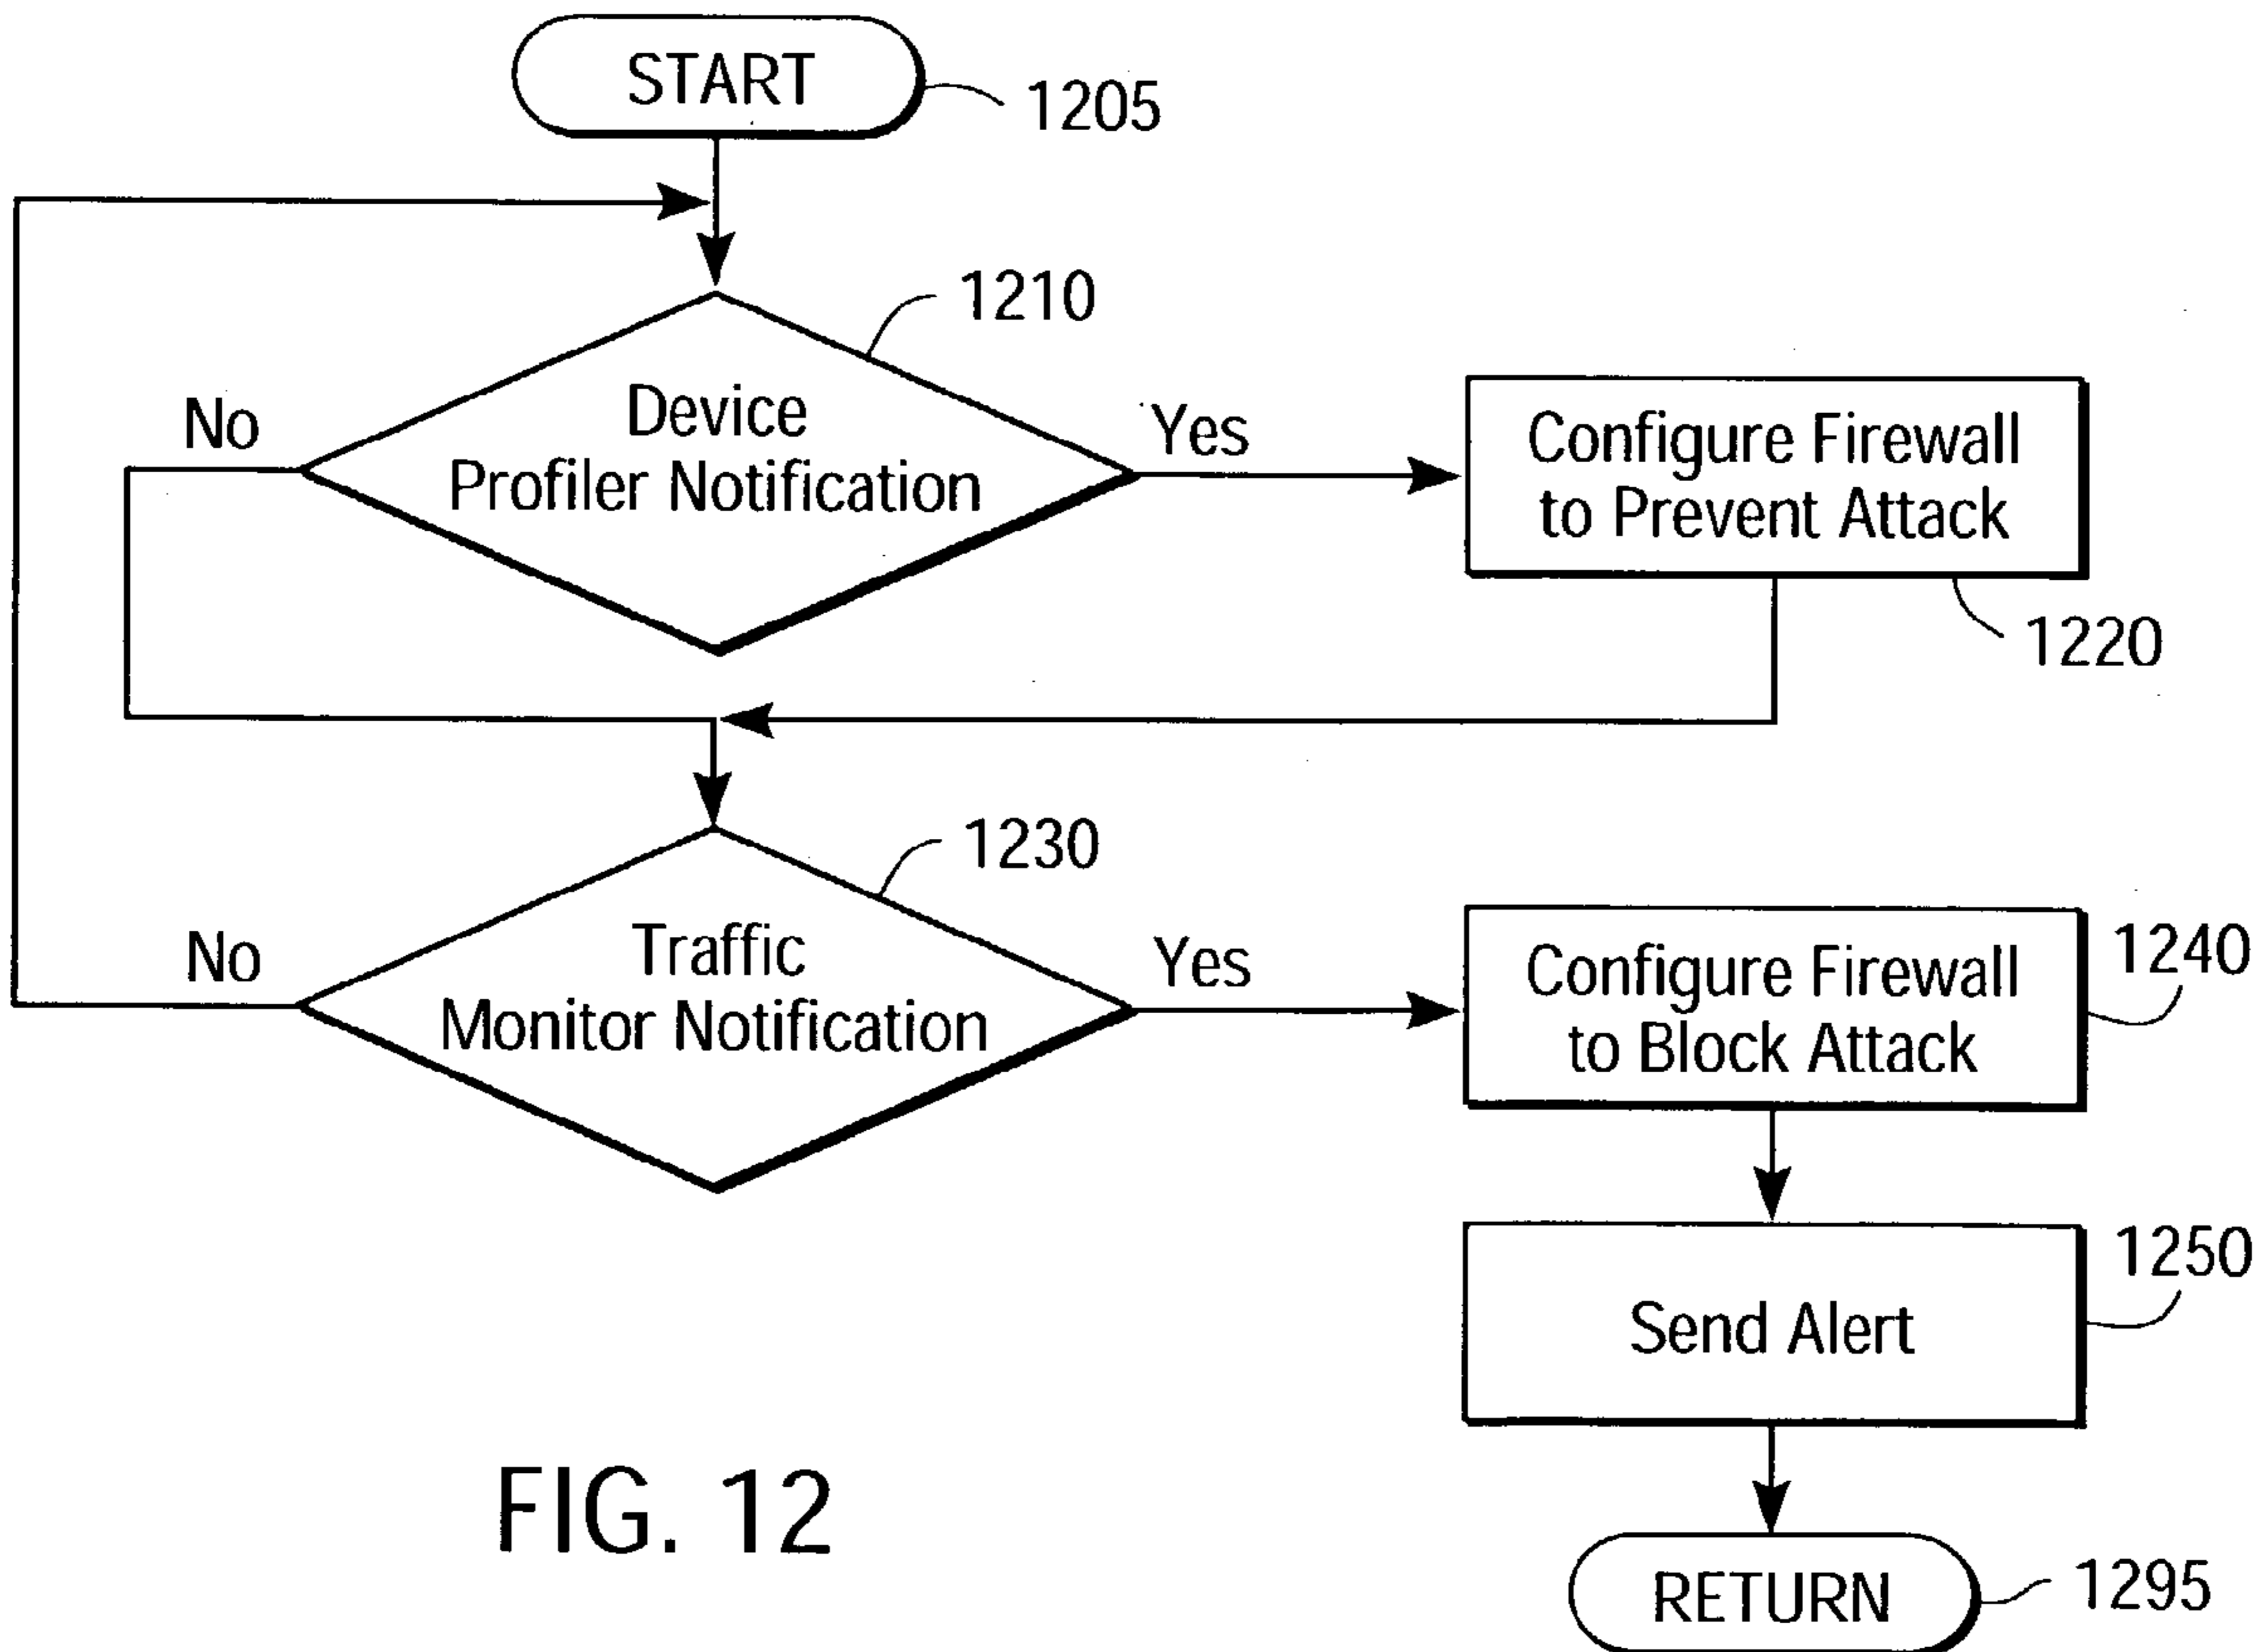 START
1205
1210
Device
Profiler Notification
No
Yes
Configure Firewall
to Prevent Attack
1220
1230
Traffic
Monitor Notification
No
Yes
Configure Firewall
to Block Attack
1240
Send Alert
1250
RETURN
1295
FIG. 12